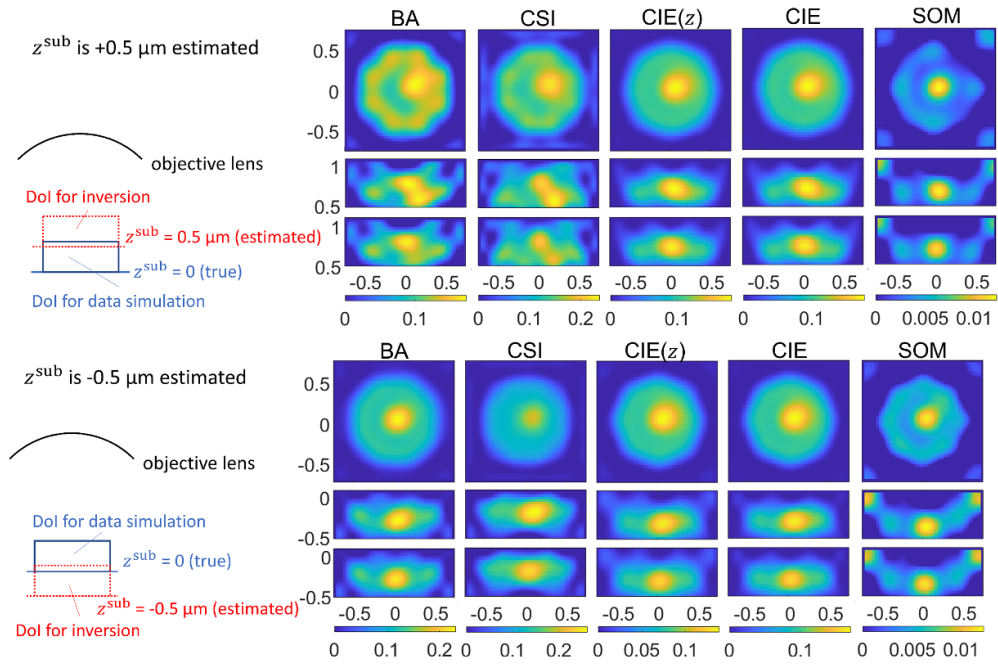 BA CSI CIE(z) CIE SOM
z^sub is +0.5 µm estimated
0.5
0
-0.5
objective lens
DoI for inversion
z^sub = 0.5 µm (estimated)
z^sub = 0 (true)
DoI for data simulation
1
0.5
1
0.5
-0.5 0 0.5 -0.5 0 0.5 -0.5 0 0.5 -0.5 0 0.5 -0.5 0 0.5
0 0.1 0 0.1 0.2 0 0.1 0 0.1 0 0.005 0.01
BA CSI CIE(z) CIE SOM
z^sub is -0.5 µm estimated
0.5
0
-0.5
objective lens
DoI for data simulation
z^sub = 0 (true)
z^sub = -0.5 µm (estimated)
DoI for inversion
0
-0.5
0
-0.5
-0.5 0 0.5 -0.5 0 0.5 -0.5 0 0.5 -0.5 0 0.5 -0.5 0 0.5
0 0.1 0.2 0 0.1 0.2 0 0.05 0.1 0 0.1 0 0.005 0.01